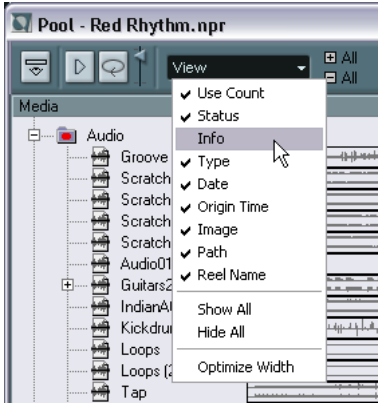 Pool - Red Rhythm.npr
View
All
All
Media
Use Count
Status
Info
Type
Date
Origin Time
Image
Path
Reel Name
Show All
Hide All
Optimize Width
Audio
Groove
Scratch
Scratch
Scratch
Scratch
Audio01
Guitars2
IndianA
Kickdru
Loops
Loops (2
Tap